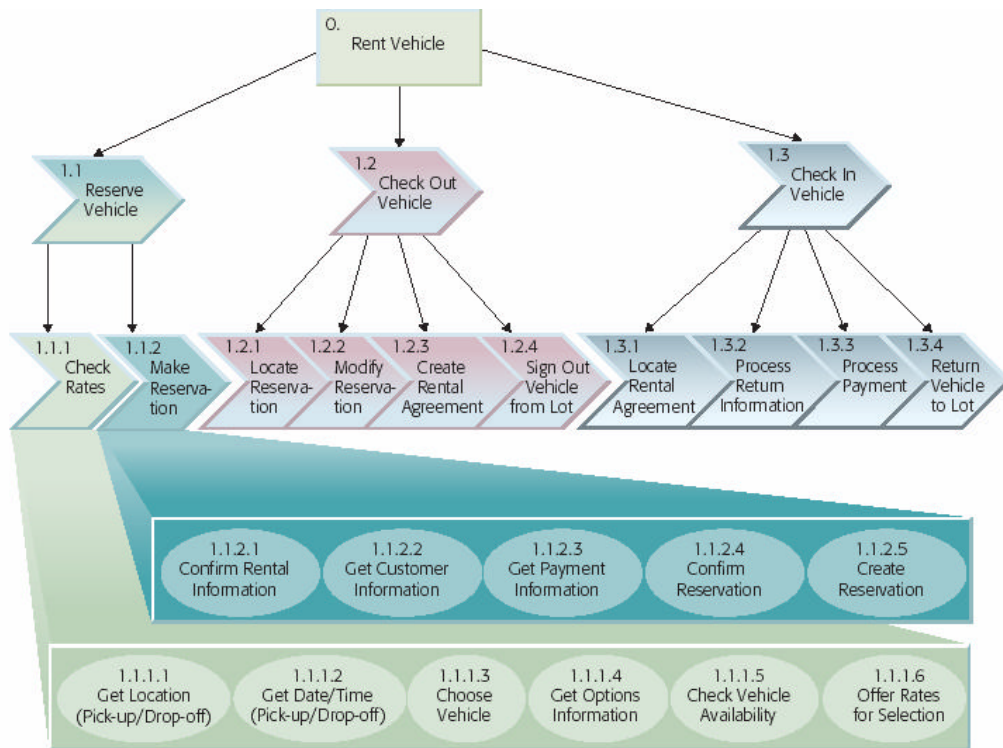 0.
Rent Vehicle
1.1
Reserve
Vehicle
1.2
Check Out
Vehicle
1.3
Check In
Vehicle
1.1.1
Check
Rates
1.1.2
Make
Reserva-
tion
1.2.1
Locate
Reserva-
tion
1.2.2
Modify
Reserva-
tion
1.2.3
Create
Rental
Agreement
1.2.4
Sign Out
Vehicle
from Lot
1.3.1
Locate
Rental
Agreement
1.3.2
Process
Return
Information
1.3.3
Process
Payment
1.3.4
Return
Vehicle
to Lot
1.1.2.1
Confirm Rental
Information
1.1.2.2
Get Customer
Information
1.1.2.3
Get Payment
Information
1.1.2.4
Confirm
Reservation
1.1.2.5
Create
Reservation
1.1.1.1
Get Location
(Pick-up/Drop-off)
1.1.1.2
Get Date/Time
(Pick-up/Drop-off)
1.1.1.3
Choose
Vehicle
1.1.1.4
Get Options
Information
1.1.1.5
Check Vehicle
Availability
1.1.1.6
Offer Rates
for Selection